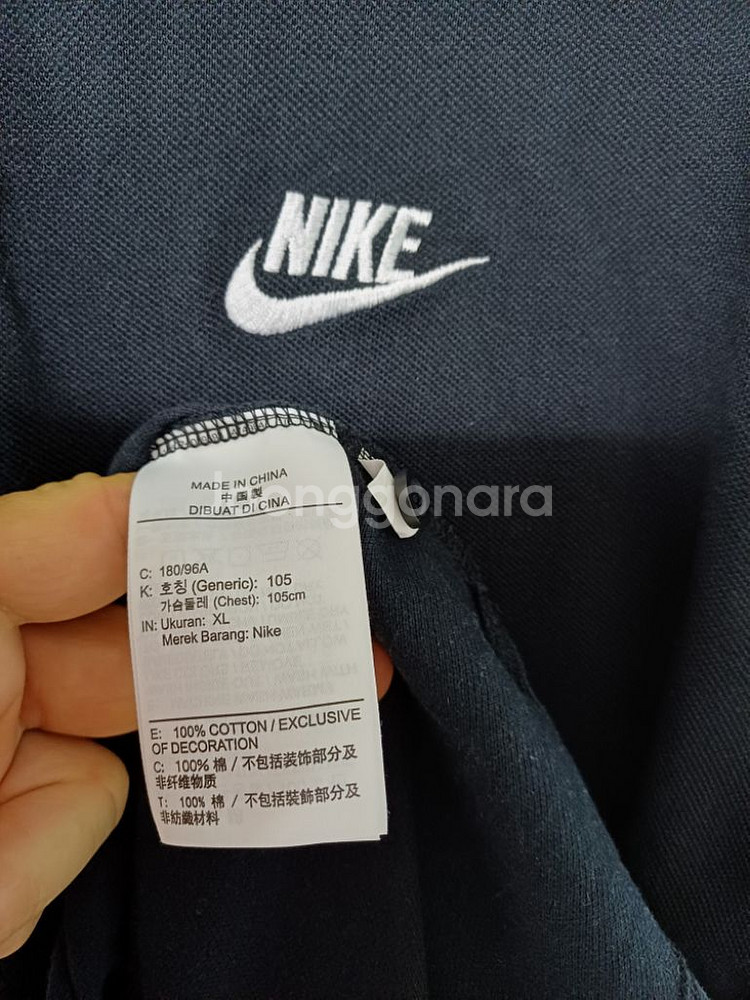 NIKE
MADE IN CHINA
中國製
DIBUAT DI CINA
C: 180/96A
K: 호칭 (Generic): 105
가슴둘레 (Chest): 105cm
IN: Ukuran: XL
Merek Barang: Nike
E: 100% COTTON / EXCLUSIVE
OF DECORATION
C: 100% 棉 / 不包括装饰部分及
非纤维物质
T: 100% 棉 / 不包括裝飾部分及
非紡織材料